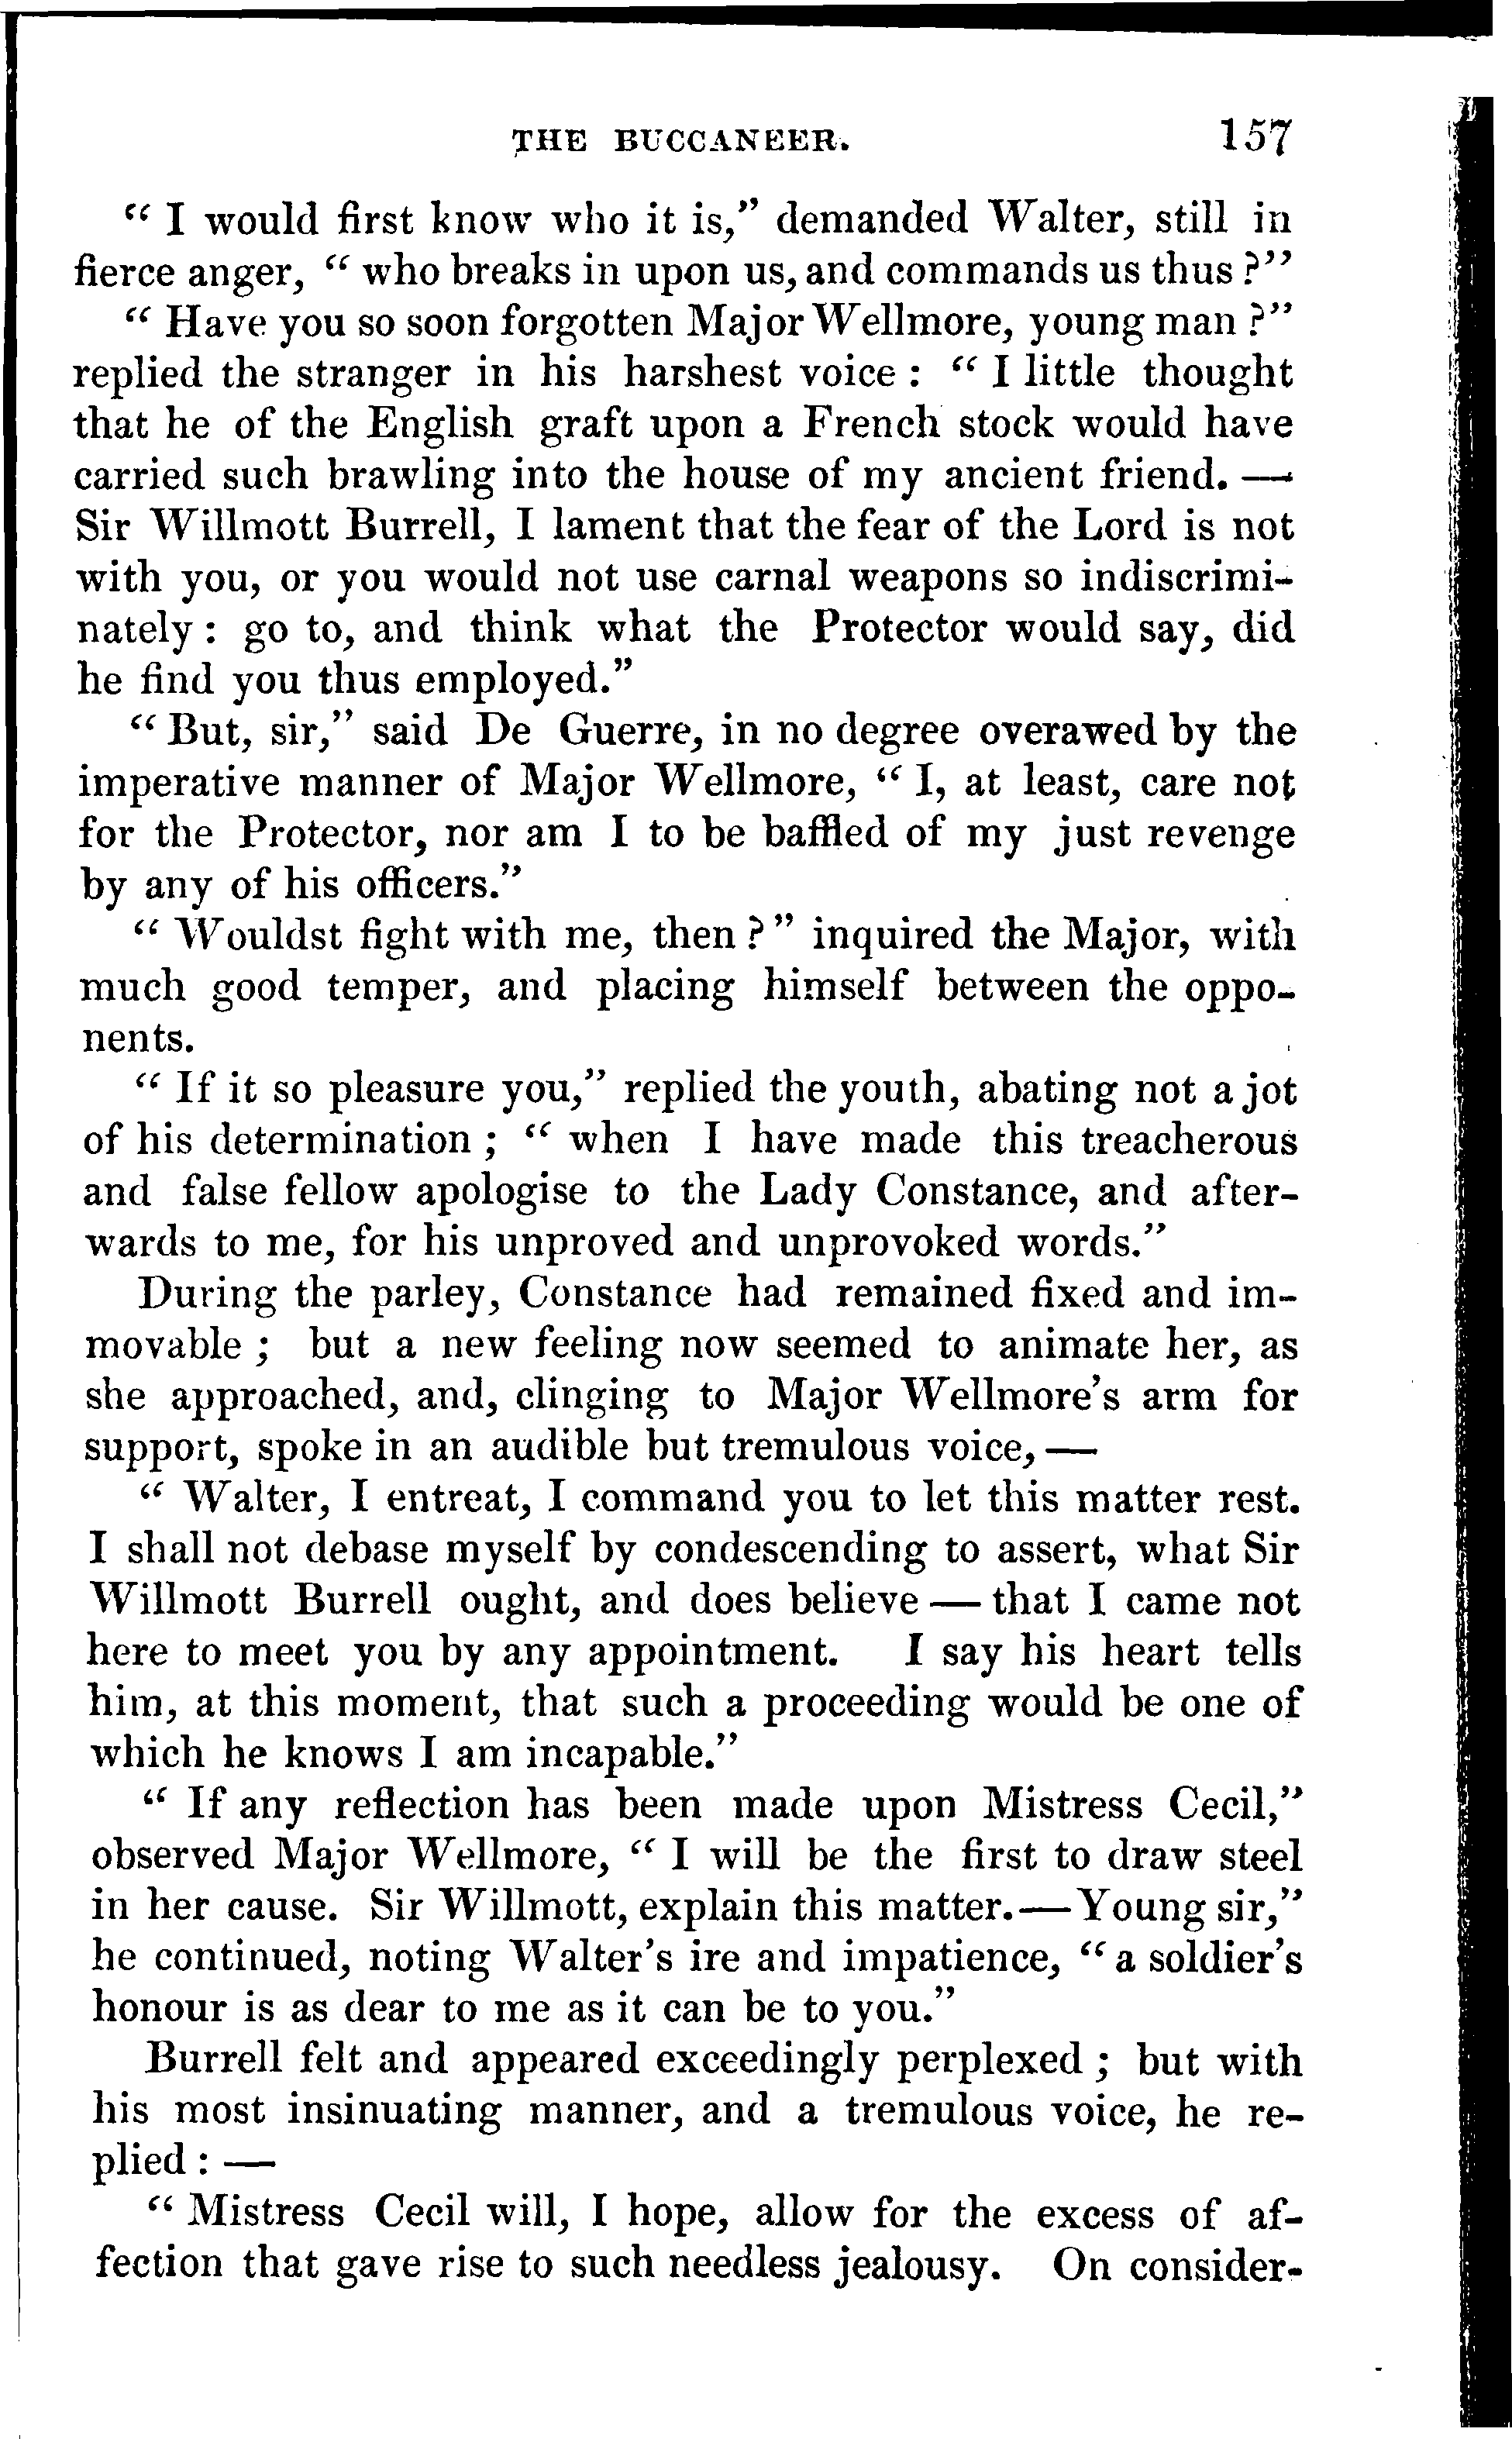 THE BUCCANEER. 157
“ I would first know who it is,” demanded Walter, still in
fierce anger, “ who breaks in upon us, and commands us thus ?”
“ Have you so soon forgotten Major Wellmore, young man ?”
replied the stranger in his harshest voice : “ I little thought
that he of the English graft upon a French stock would have
carried such brawling into the house of my ancient friend. —
Sir Willmott Burrell, I lament that the fear of the Lord is not
with you, or you would not use carnal weapons so indiscrimi-
nately : go to, and think what the Protector would say, did
he find you thus employed.”
“ But, sir,” said De Guerre, in no degree overawed by the
imperative manner of Major Wellmore, “ I, at least, care not
for the Protector, nor am I to be baffled of my just revenge
by any of his officers.”
“ Wouldst fight with me, then ? ” inquired the Major, with
much good temper, and placing himself between the oppo-
nents.
“ If it so pleasure you,” replied the youth, abating not a jot
of his determination ; “ when I have made this treacherous
and false fellow apologise to the Lady Constance, and after-
wards to me, for his unproved and unprovoked words.”
During the parley, Constance had remained fixed and im-
movable ; but a new feeling now seemed to animate her, as
she approached, and, clinging to Major Wellmore’s arm for
support, spoke in an audible but tremulous voice, —
“ Walter, I entreat, I command you to let this matter rest.
I shall not debase myself by condescending to assert, what Sir
Willmott Burrell ought, and does believe — that I came not
here to meet you by any appointment. I say his heart tells
him, at this moment, that such a proceeding would be one of
which he knows I am incapable.”
“ If any reflection has been made upon Mistress Cecil,”
observed Major Wellmore, “ I will be the first to draw steel
in her cause. Sir Willmott, explain this matter.—Young sir,”
he continued, noting Walter’s ire and impatience, “ a soldier’s
honour is as dear to me as it can be to you.”
Burrell felt and appeared exceedingly perplexed ; but with
his most insinuating manner, and a tremulous voice, he re-
plied : —
“ Mistress Cecil will, I hope, allow for the excess of af-
fection that gave rise to such needless jealousy. On consider-